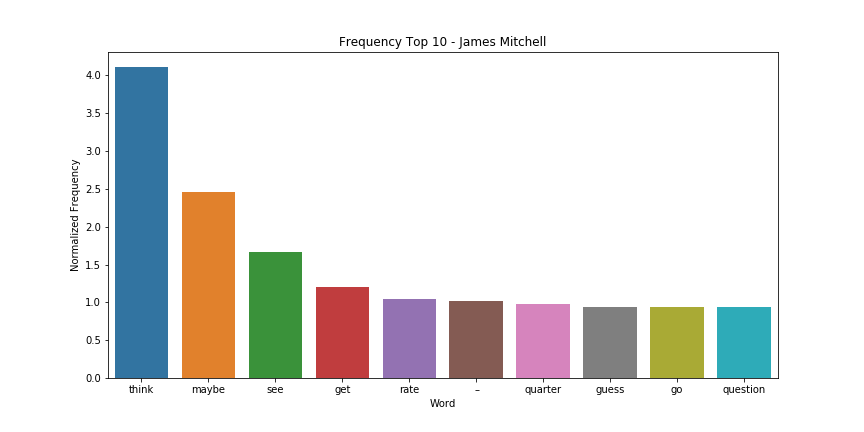 Frequency Top 10 - James Mitchell
Normalized Frequency
4.0
3.5
3.0
2.5
2.0
1.5
1.0
0.5
0.0
think maybe see get rate – quarter guess go question
Word